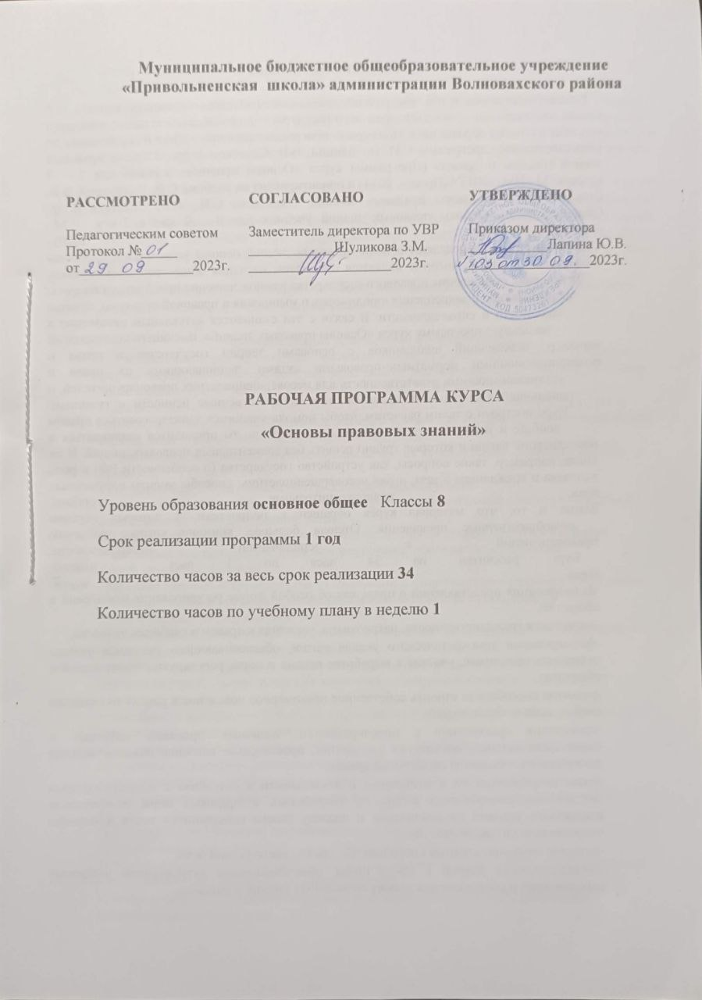 Муниципальное бюджетное общеобразовательное учреждение
«Привольненская школа» администрации Волновахского района
РАССМОТРЕНО
Педагогическим советом
Протокол № 01
от 29 09 2023г.
СОГЛАСОВАНО
Заместитель директора по УВР
Шуликова З.М.
2023г.
УТВЕРЖДЕНО
Приказом директора
Лапина Ю.В.
№103 от 30 09. 2023г.
РАБОЧАЯ ПРОГРАММА КУРСА
«Основы правовых знаний»
Уровень образования основное общее Классы 8
Срок реализации программы 1 год
Количество часов за весь срок реализации 34
Количество часов по учебному плану в неделю 1